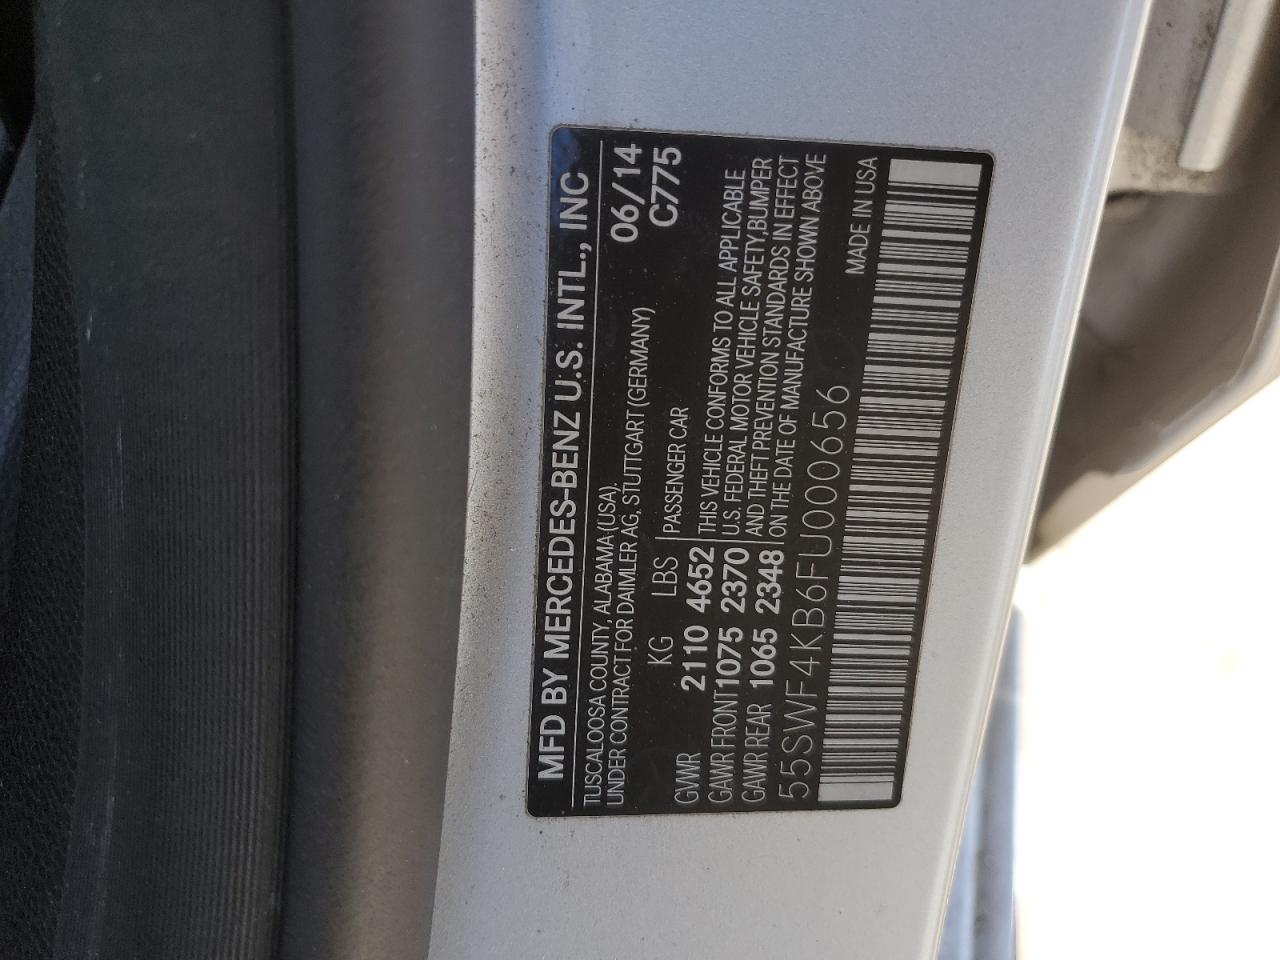 MFD BY MERCEDES-BENZ U.S. INTL., INC
TUSCALOOSA COUNTY, ALABAMA (USA), 06/14
UNDER CONTRACT FOR DAIMLER AG, STUTTGART (GERMANY) C775
KG LBS PASSENGER CAR
GVWR 2110 4652 THIS VEHICLE CONFORMS TO ALL APPLICABLE
GAWR FRONT 1075 2370 U.S. FEDERAL MOTOR VEHICLE SAFETY,BUMPER
AND THEFT PREVENTION STANDARDS IN EFFECT
GAWR REAR 1065 2348 ON THE DATE OF MANUFACTURE SHOWN ABOVE
55SWF4KB6FU000656 MADE IN USA